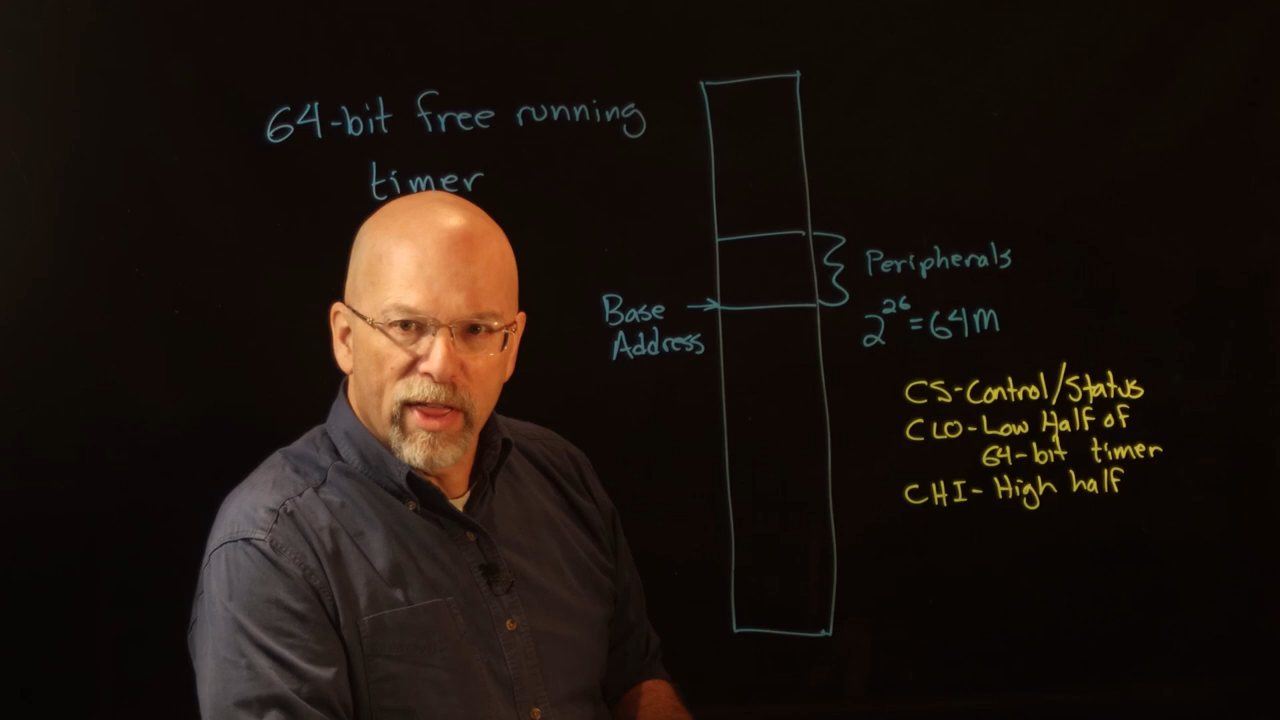 64-bit free running
timer
Base
Address
Peripherals
2²⁶=64M
CS-Control/Status
CLO-Low Half of
64-bit timer
CHI-High half